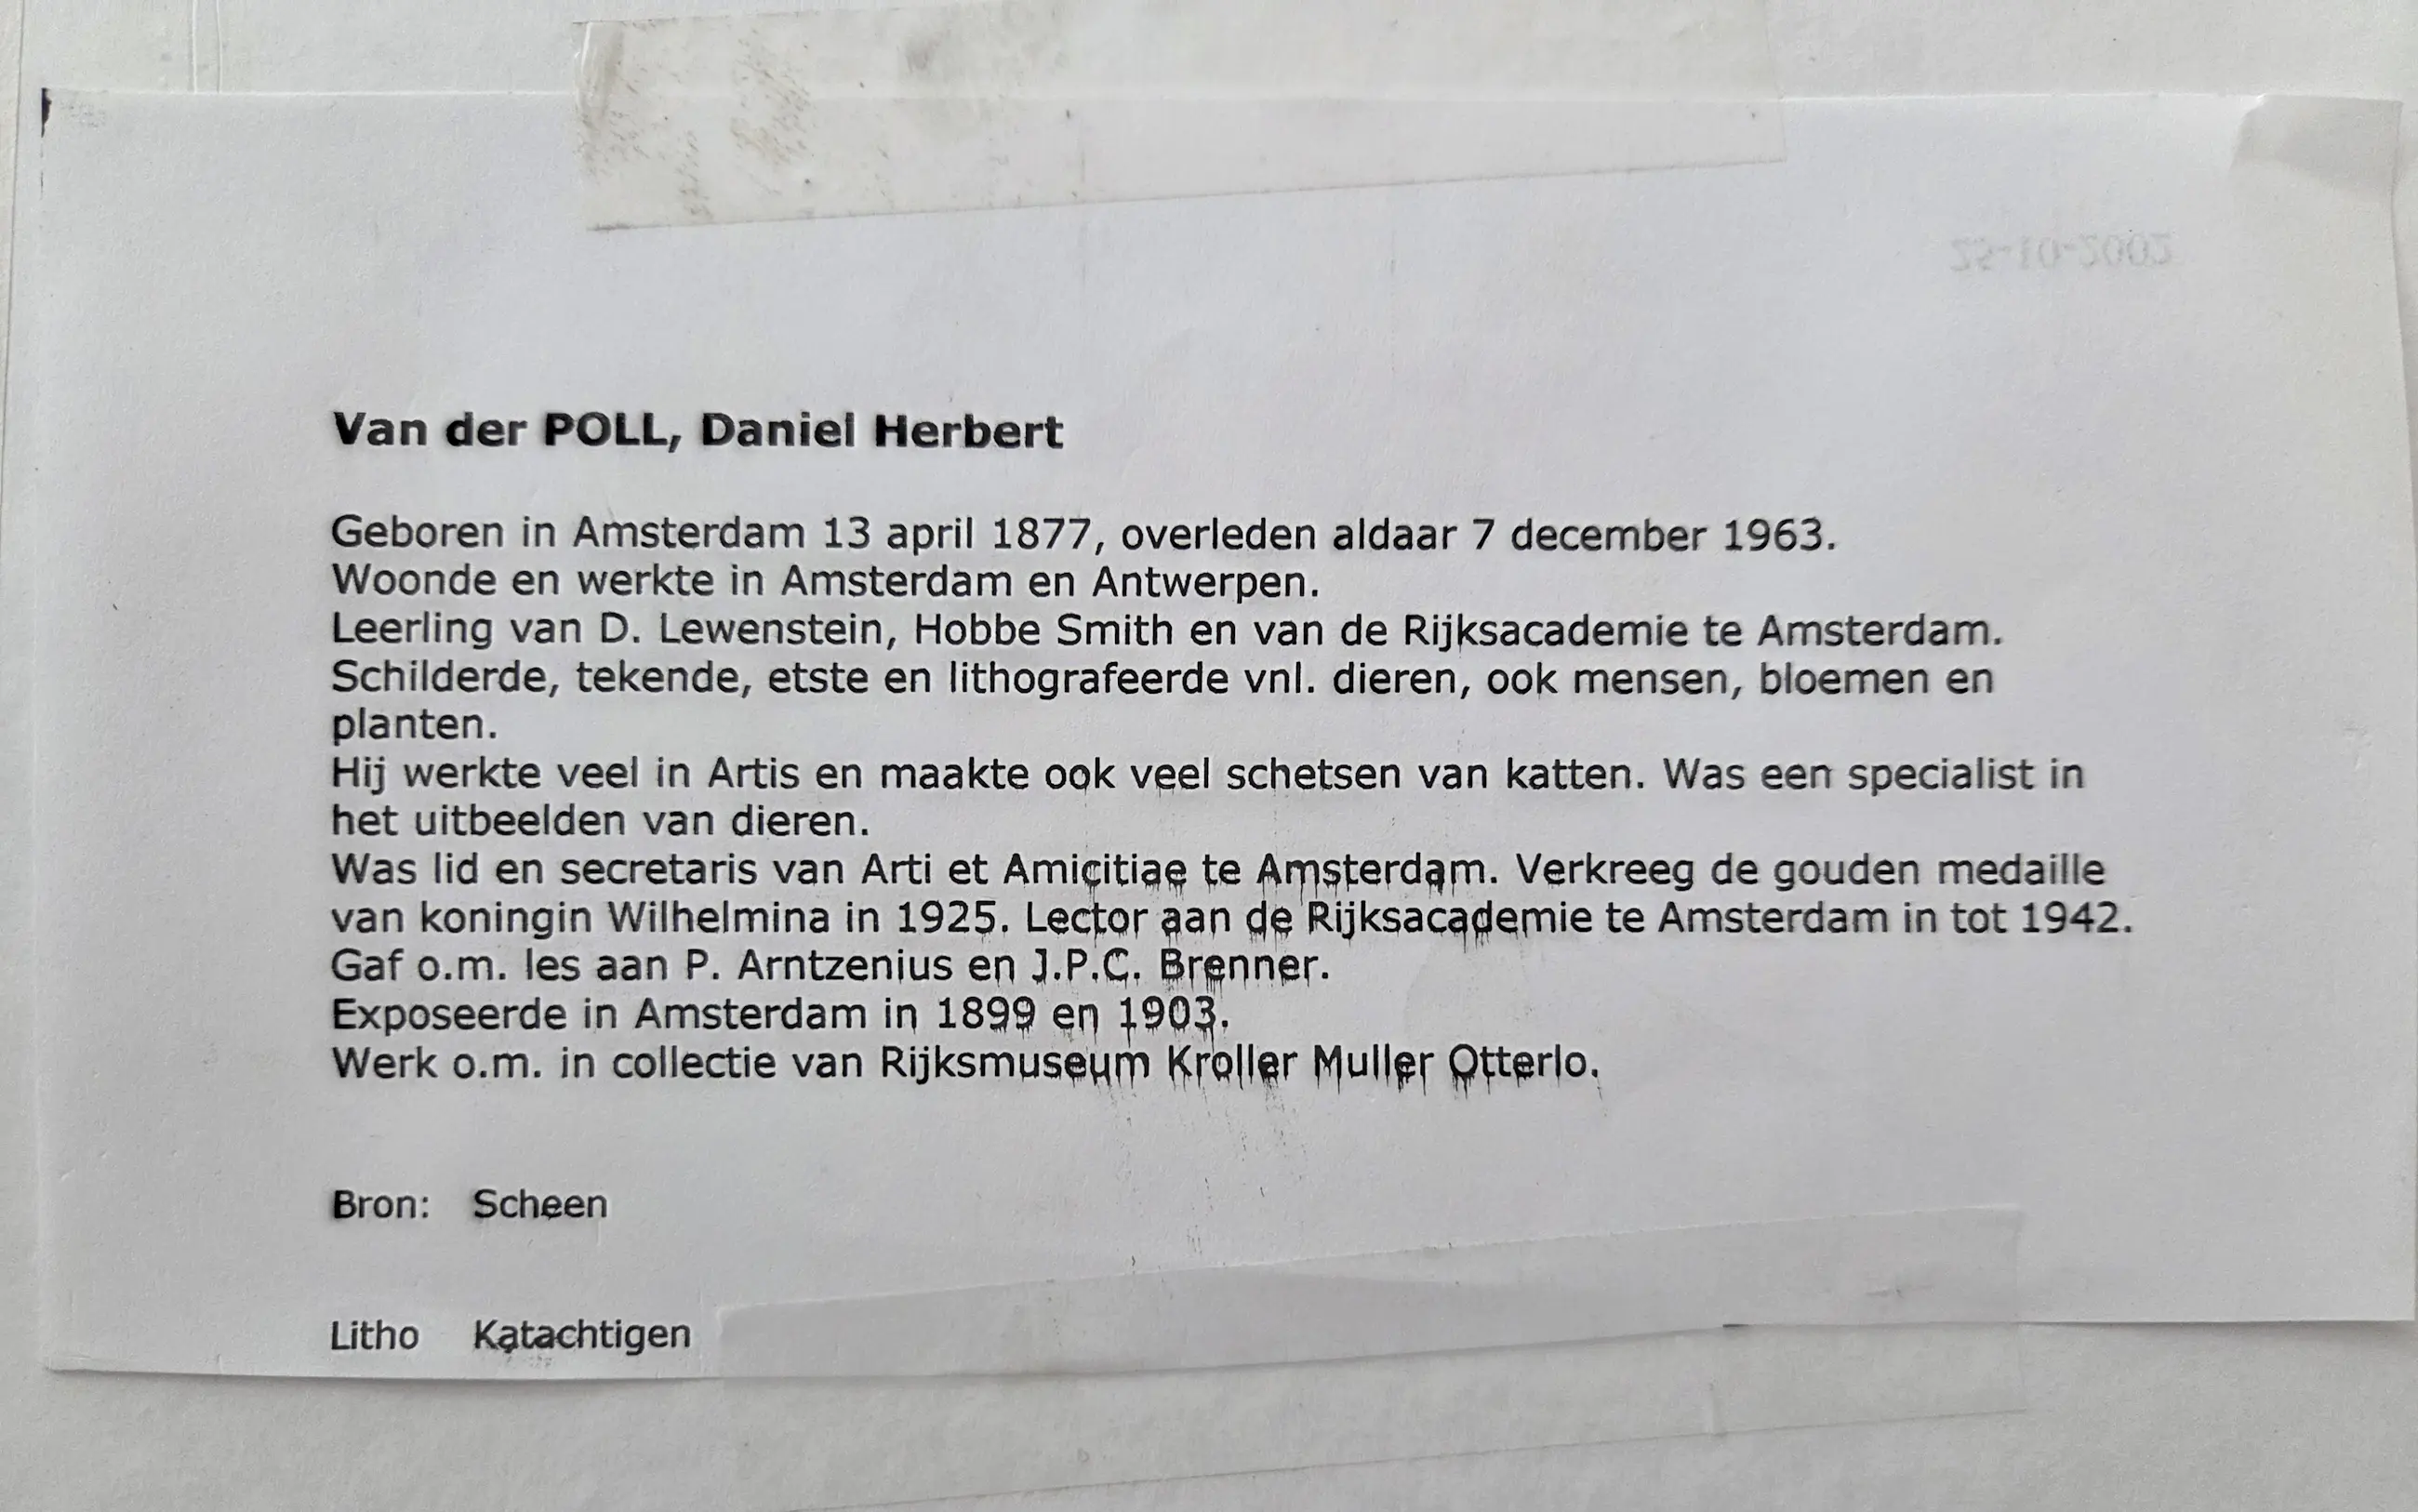 25-10-2002
Van der POLL, Daniel Herbert
Geboren in Amsterdam 13 april 1877, overleden aldaar 7 december 1963.
Woonde en werkte in Amsterdam en Antwerpen.
Leerling van D. Lewenstein, Hobbe Smith en van de Rijksacademie te Amsterdam.
Schilderde, tekende, etste en lithografeerde vnl. dieren, ook mensen, bloemen en
planten.
Hij werkte veel in Artis en maakte ook veel schetsen van katten. Was een specialist in
het uitbeelden van dieren.
Was lid en secretaris van Arti et Amicitiae te Amsterdam. Verkreeg de gouden medaille
van koningin Wilhelmina in 1925. Lector aan de Rijksacademie te Amsterdam in tot 1942.
Gaf o.m. les aan P. Arntzenius en J.P.C. Brenner.
Exposeerde in Amsterdam in 1899 en 1903.
Werk o.m. in collectie van Rijksmuseum Kroller Muller Otterlo.
Bron: Scheen
Litho Katachtigen